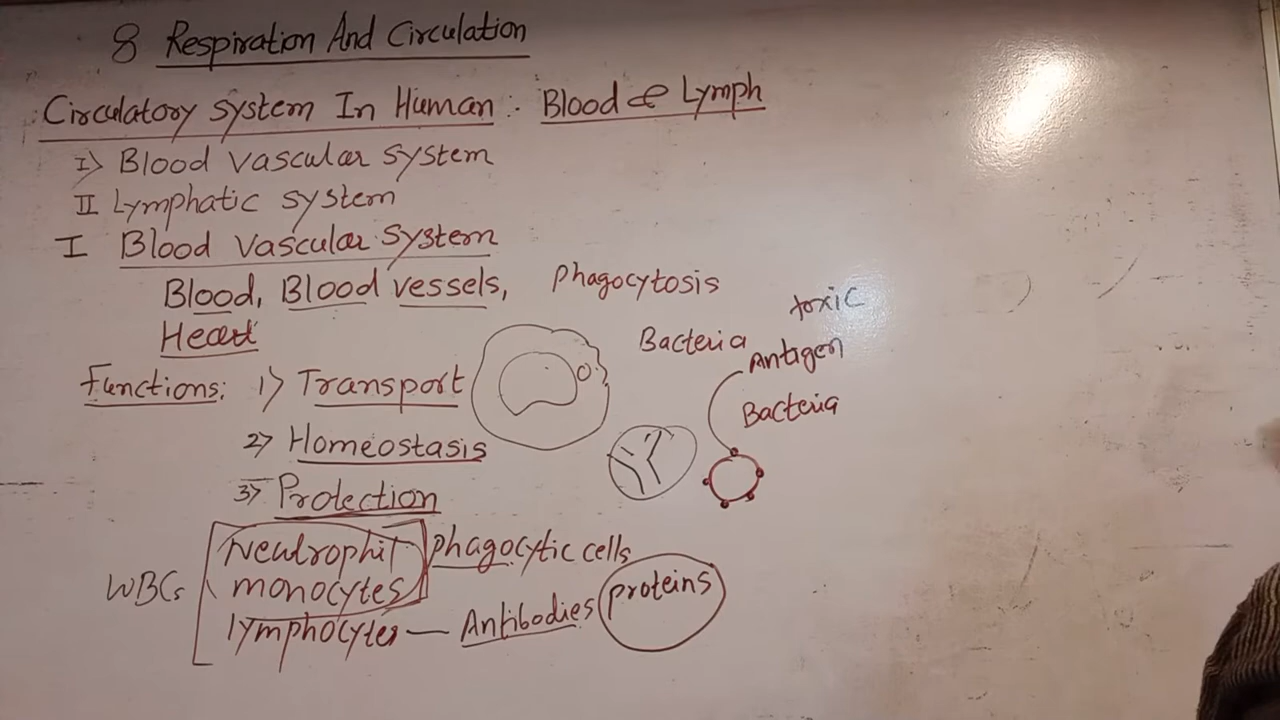 8 Respiration And Circulation
Circulatory system In Human : Blood & Lymph
I) Blood vascular system
II Lymphatic system
I Blood vascular system
Blood, Blood vessels,
Heart
Phagocytosis
toxic
Bacteria
Antigen
Bacteria
Functions: 1) Transport
2) Homeostasis
3) Protection
WBCs
Neutrophil
monocytes
phagocytic cells
lymphocytes — Antibodies proteins